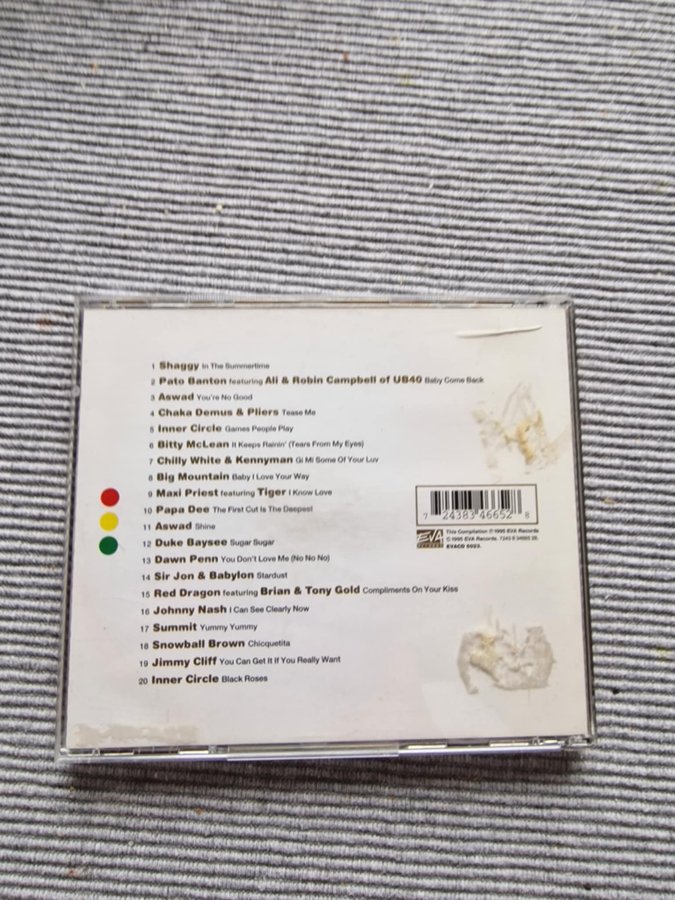 1 Shaggy In The Summertime
2 Pato Banton featuring Ali & Robin Campbell of UB40 Baby Come Back
3 Aswad You're No Good
4 Chaka Demus & Pliers Tease Me
5 Inner Circle Games People Play
6 Bitty McLean It Keeps Rainin' (Tears From My Eyes)
7 Chilly White & Kennyman Gi Mi Some Of Your Luv
8 Big Mountain Baby I Love Your Way
9 Maxi Priest featuring Tiger I Know Love
10 Papa Dee The First Cut Is The Deepest
11 Aswad Shine
12 Duke Baysee Sugar Sugar
13 Dawn Penn You Don't Love Me (No No No)
14 Sir Jon & Babylon Stardust
15 Red Dragon featuring Brian & Tony Gold Compliments On Your Kiss
16 Johnny Nash I Can See Clearly Now
17 Summit Yummy Yummy
18 Snowball Brown Chicquetita
19 Jimmy Cliff You Can Get It If You Really Want
20 Inner Circle Black Roses
7 24383 46652 8
EVA
This Compilation ℗ 1995 EVA Records
© 1995 EVA Records. 7243 8 34665 28.
EVACD 5023.